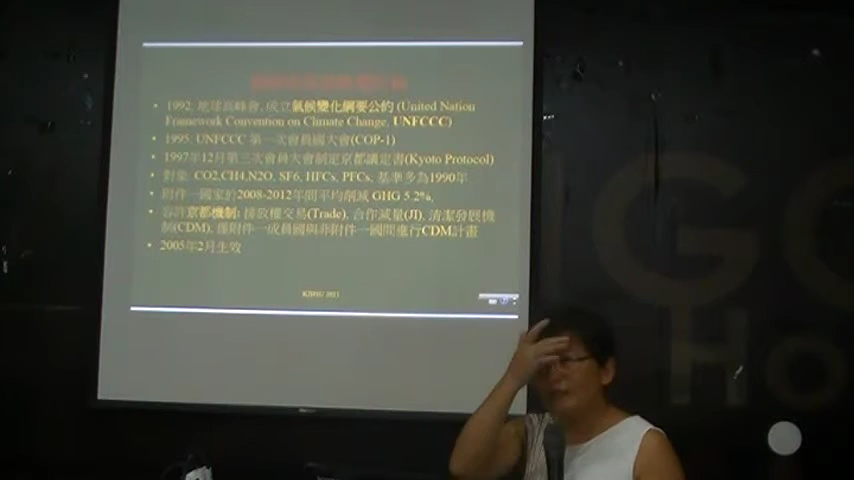 1992: 地球高峰會, 成立氣候變化綱要公約 (United Nation
Framework Convention on Climate Change, UNFCCC)
1995: UNFCCC 第一次會員國大會(COP-1)
1997年12月第三次會員大會制定京都議定書(Kyoto Protocol)
對象: CO2,CH4,N2O, SF6, HFCs, PFCs, 基準多為1990年
附件一國家於2008-2012年間平均削減 GHG 5.2%,
容許京都機制: 排放權交易(Trade), 合作減量(JI), 清潔發展機
制(CDM), 僅附件一成員國與非附件一國間進行CDM計畫
2005年2月生效